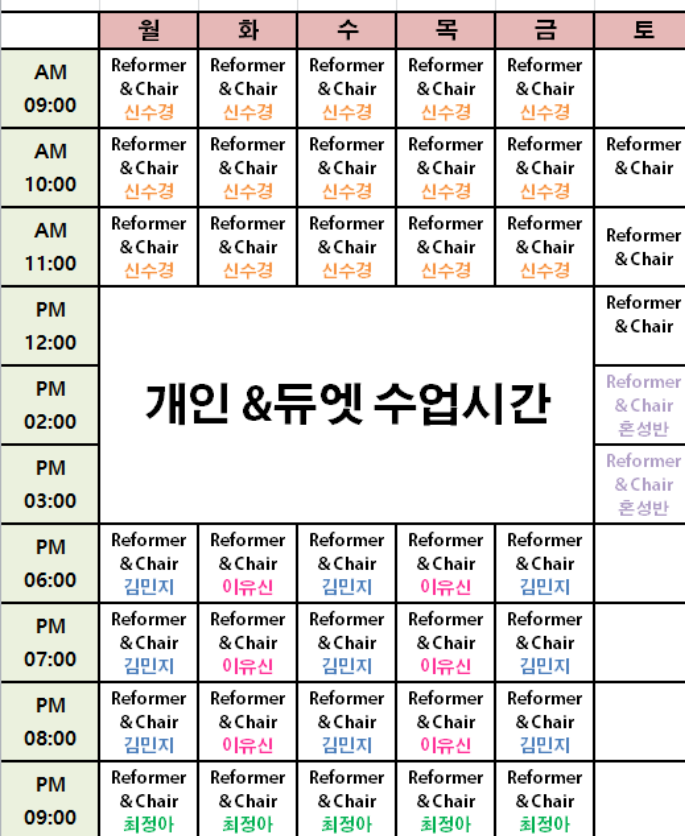 월 화 수 목 금 토
AM
09:00
Reformer Reformer Reformer Reformer Reformer
&Chair &Chair &Chair &Chair &Chair
신수경 신수경 신수경 신수경 신수경
AM
10:00
Reformer Reformer Reformer Reformer Reformer Reformer
&Chair &Chair &Chair &Chair &Chair &Chair
신수경 신수경 신수경 신수경 신수경
AM
11:00
Reformer Reformer Reformer Reformer Reformer Reformer
&Chair &Chair &Chair &Chair &Chair &Chair
신수경 신수경 신수경 신수경 신수경
PM
12:00
Reformer
&Chair
개인 &듀엣 수업시간
PM
02:00
Reformer
&Chair
혼성반
PM
03:00
Reformer
&Chair
혼성반
PM
06:00
Reformer Reformer Reformer Reformer Reformer
&Chair &Chair &Chair &Chair &Chair
김민지 이유신 김민지 이유신 김민지
PM
07:00
Reformer Reformer Reformer Reformer Reformer
&Chair &Chair &Chair &Chair &Chair
김민지 이유신 김민지 이유신 김민지
PM
08:00
Reformer Reformer Reformer Reformer Reformer
&Chair &Chair &Chair &Chair &Chair
김민지 이유신 김민지 이유신 김민지
PM
09:00
Reformer Reformer Reformer Reformer Reformer
&Chair &Chair &Chair &Chair &Chair
최정아 최정아 최정아 최정아 최정아